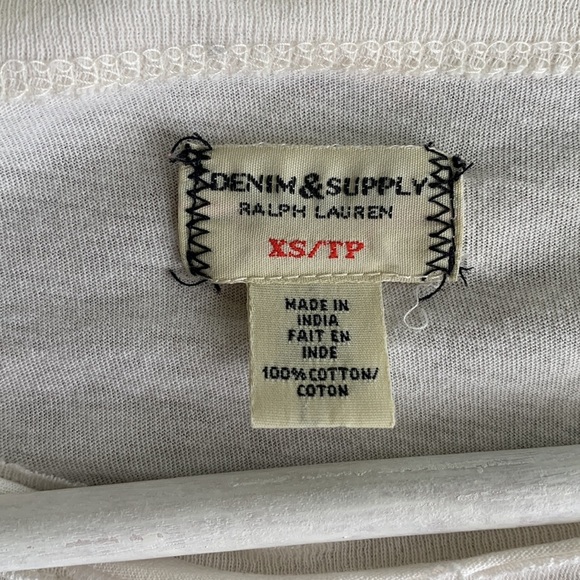 DENIM&SUPPLY
RALPH LAUREN
XS/TP
MADE IN
INDIA
FAIT EN
INDE
100% COTTON/
COTON